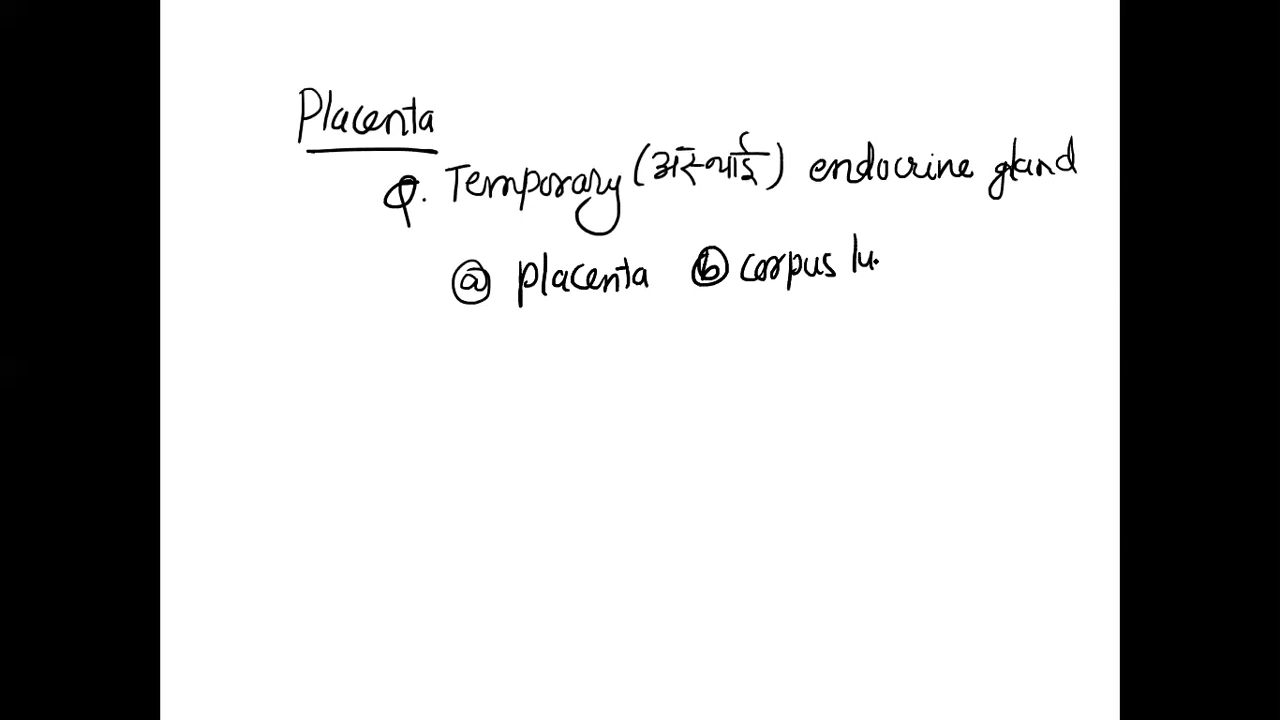 Placenta
Q. Temporary (अस्थाई) endocrine gland
ⓐ placenta ⓑ corpus lu